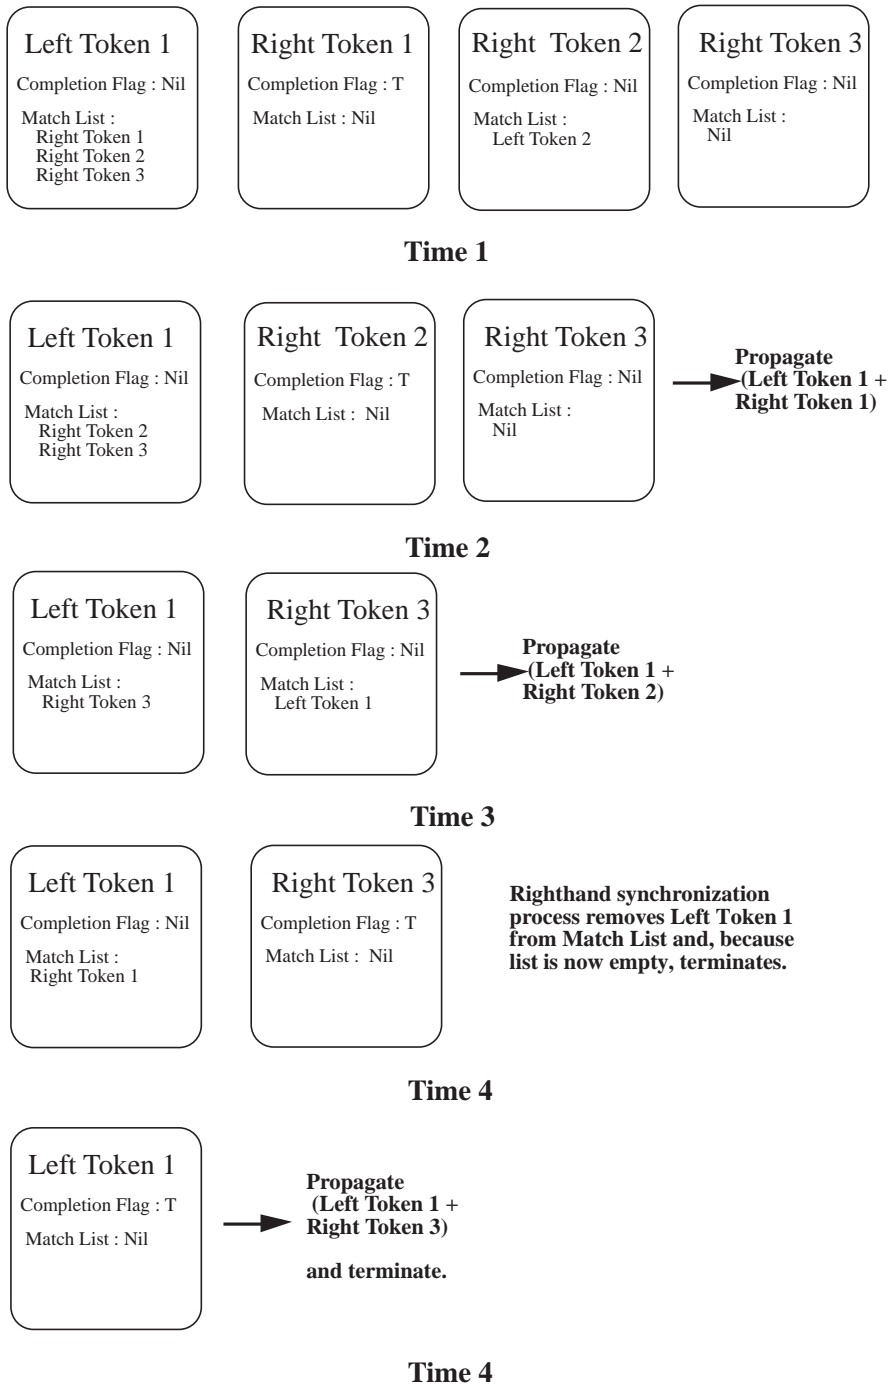 Left Token 1
Completion Flag : Nil
Match List :
Right Token 1
Right Token 2
Right Token 3
Right Token 1
Completion Flag : T
Match List : Nil
Right Token 2
Completion Flag : Nil
Match List :
Left Token 2
Right Token 3
Completion Flag : Nil
Match List :
Nil
Time 1
Left Token 1
Completion Flag : Nil
Match List :
Right Token 2
Right Token 3
Right Token 2
Completion Flag : T
Match List : Nil
Right Token 3
Completion Flag : Nil
Match List :
Nil
Propagate
(Left Token 1 +
Right Token 1)
Time 2
Left Token 1
Completion Flag : Nil
Match List :
Right Token 3
Right Token 3
Completion Flag : Nil
Match List :
Left Token 1
Propagate
(Left Token 1 +
Right Token 2)
Time 3
Left Token 1
Completion Flag : Nil
Match List :
Right Token 1
Right Token 3
Completion Flag : T
Match List : Nil
Righthand synchronization
process removes Left Token 1
from Match List and, because
list is now empty, terminates.
Time 4
Left Token 1
Completion Flag : T
Match List : Nil
Propagate
(Left Token 1 +
Right Token 3)
and terminate.
Time 4